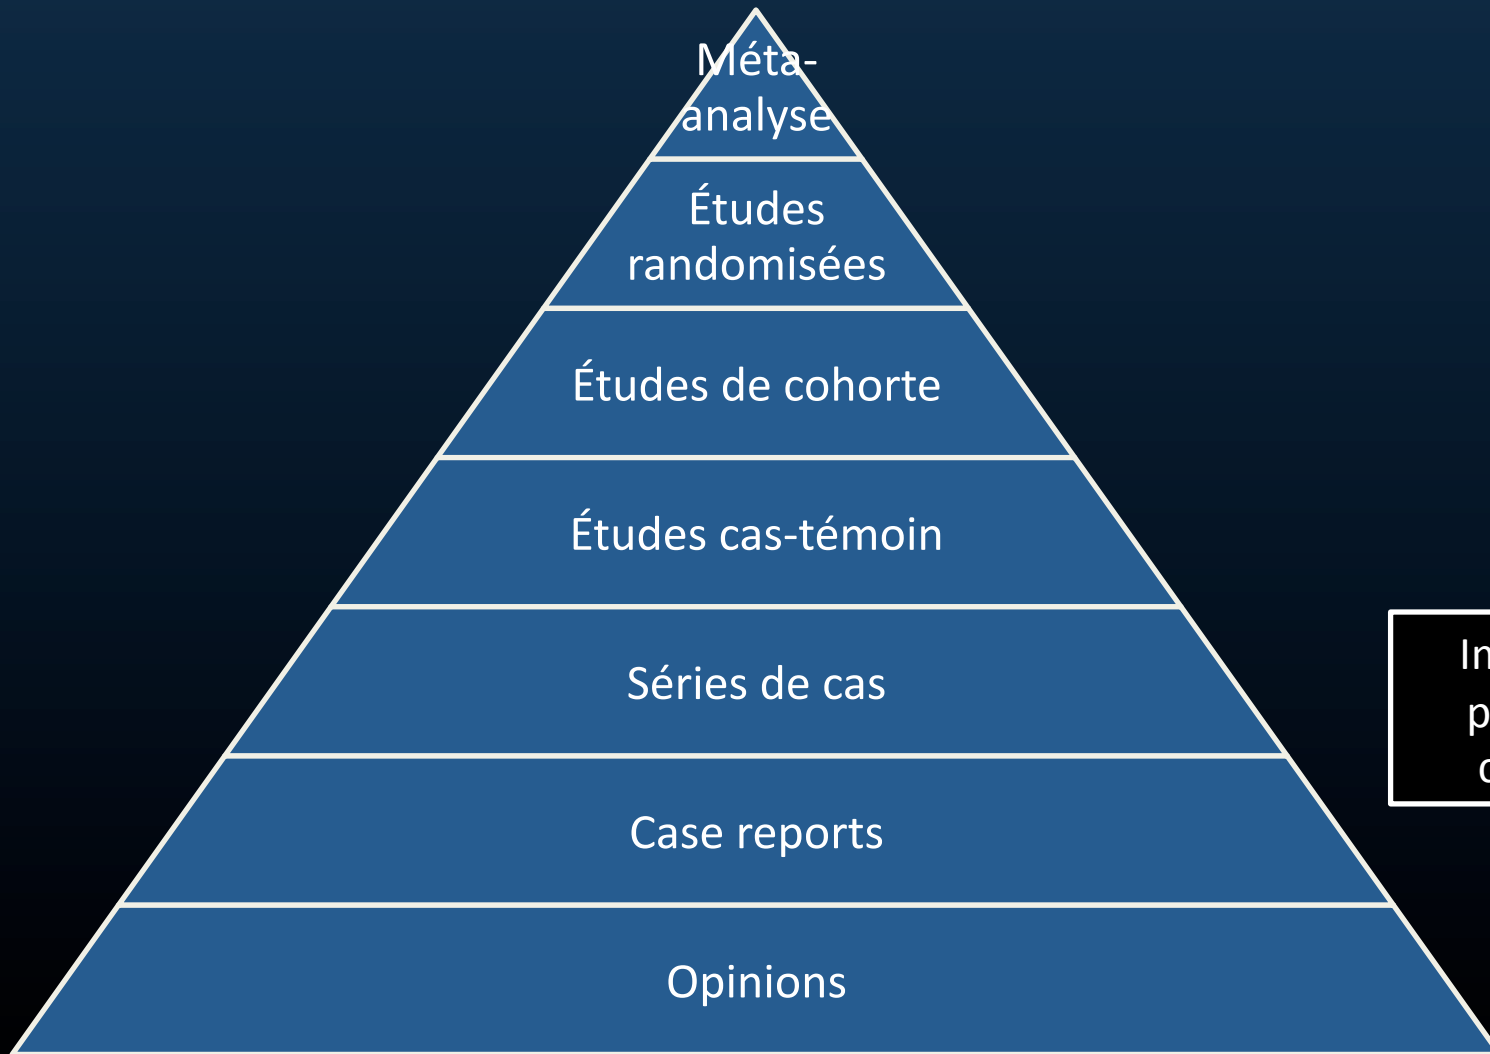 Méta-
analyse
Études
randomisées
Études de cohorte
Études cas-témoin
Séries de cas
Case reports
Opinions